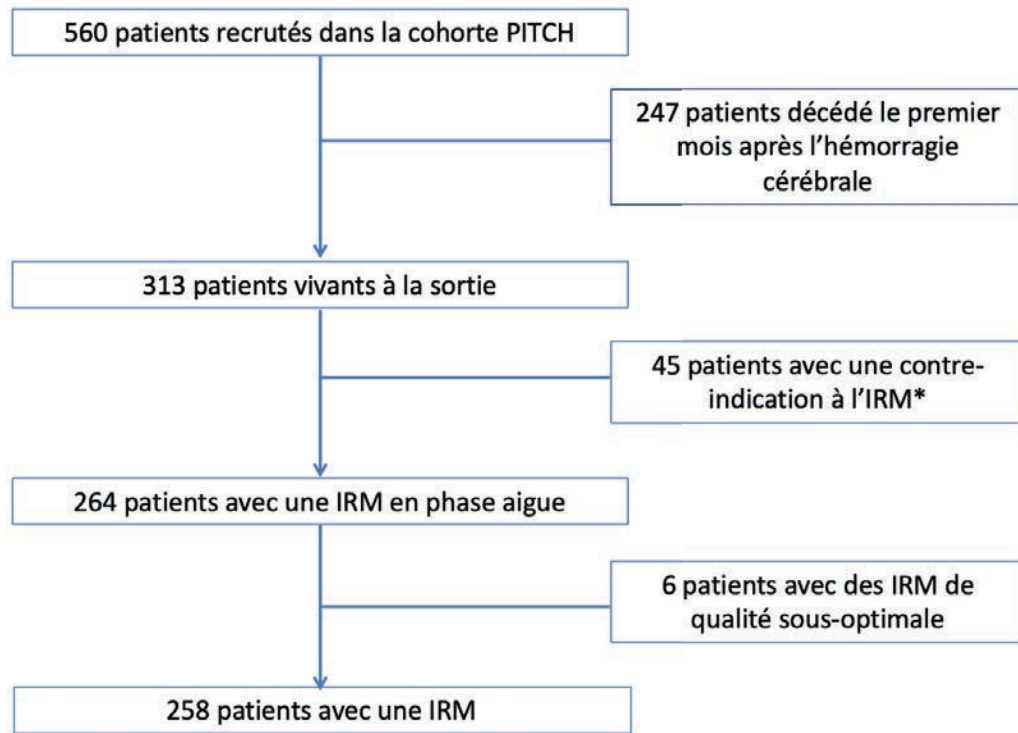 560 patients recrutés dans la cohorte PITCH
247 patients décédé le premier
mois après l'hémorragie
cérébrale
313 patients vivants à la sortie
45 patients avec une contre-
indication à l'IRM*
264 patients avec une IRM en phase aigue
6 patients avec des IRM de
qualité sous-optimale
258 patients avec une IRM